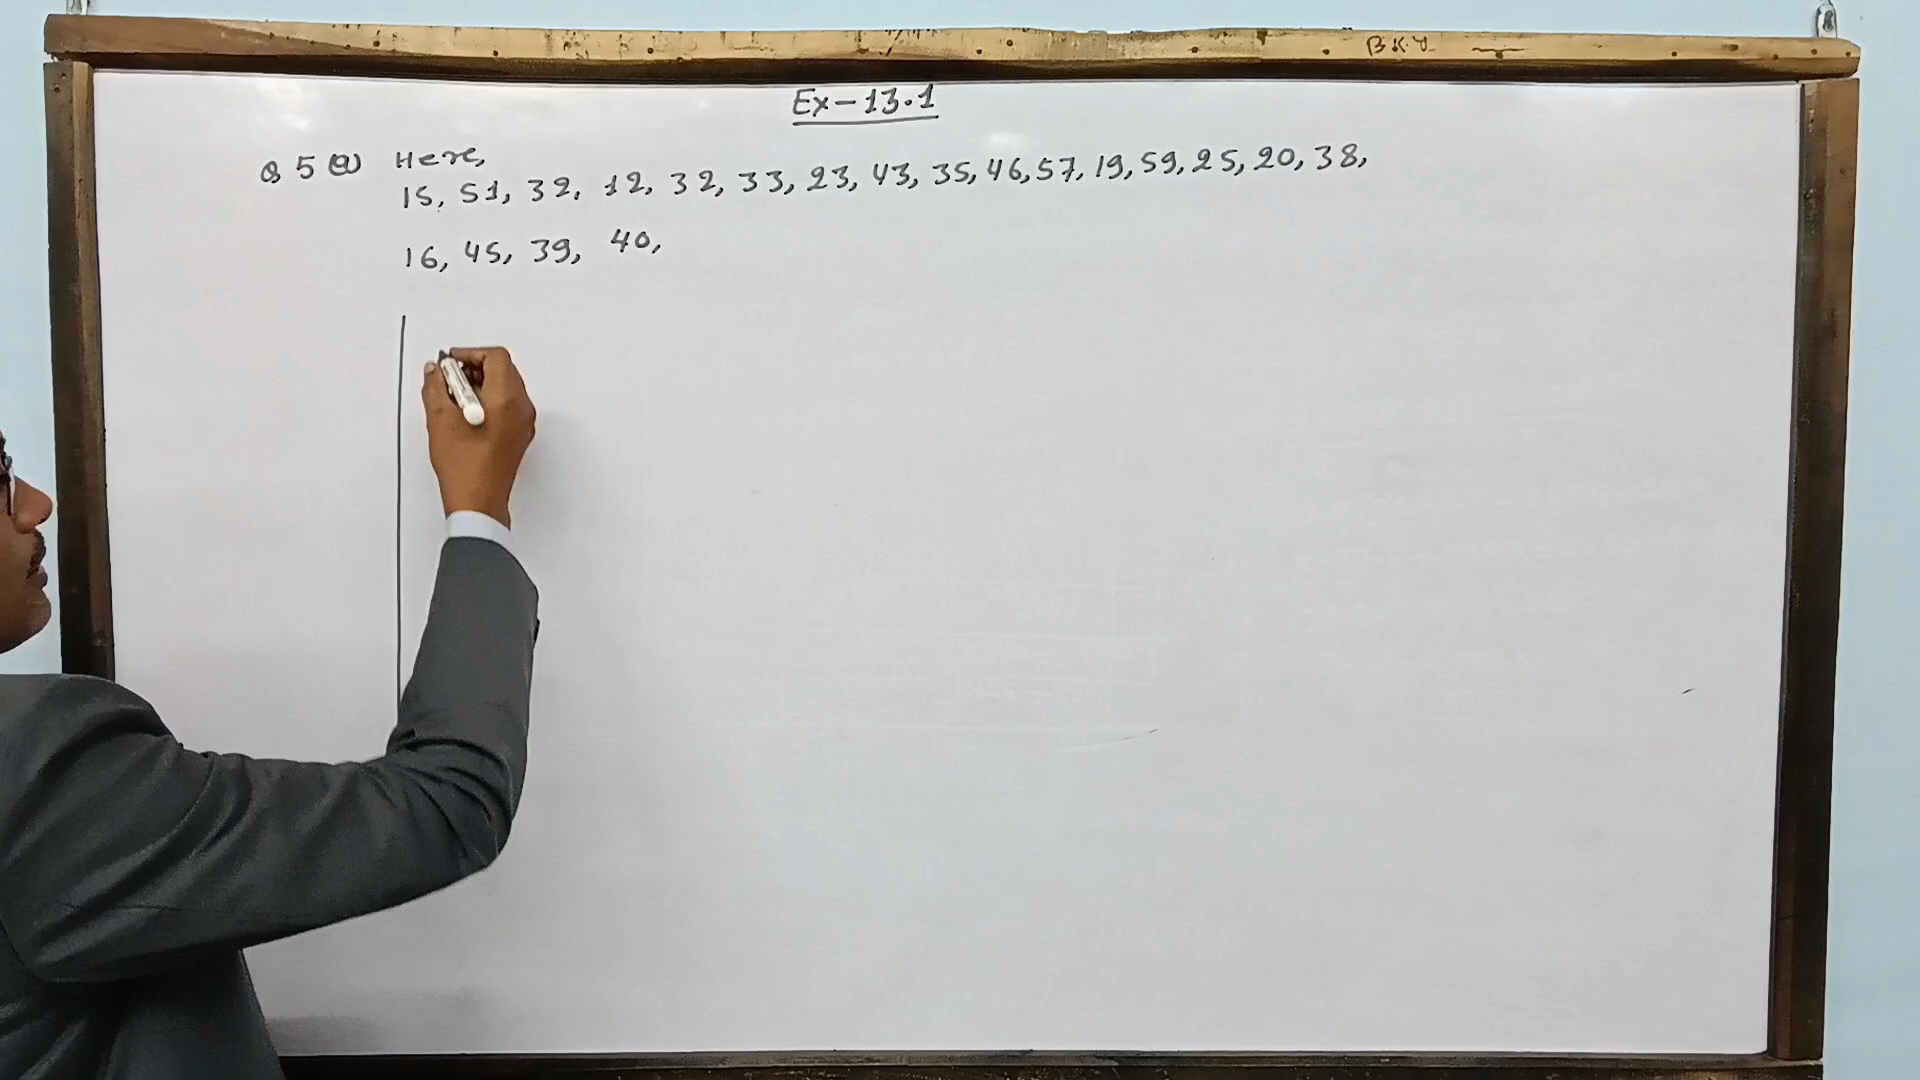 B.K.Y
Ex-13.1
Q 5 Here,
15, 51, 32, 12, 32, 33, 23, 43, 35, 46, 57, 19, 59, 25, 20, 38,
16, 45, 39, 40,